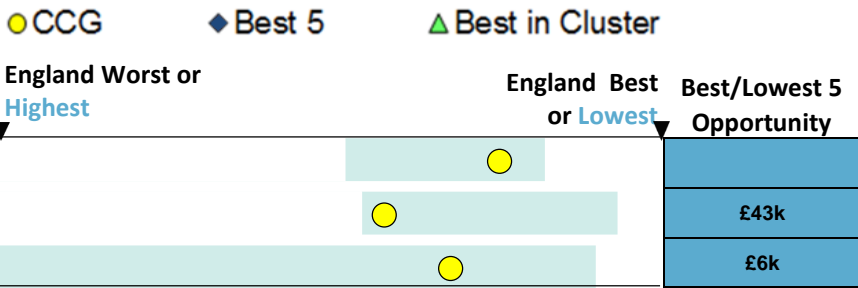 CCG Best 5 Best in Cluster
England Worst or
Highest
England Best
or Lowest
Best/Lowest 5
Opportunity
£43k
£6k